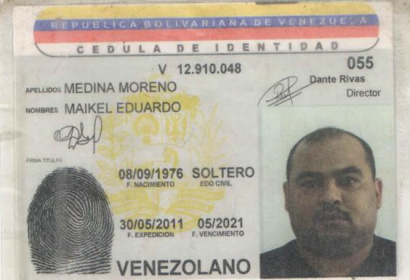 REPUBLICA BOLIVARIANA DE VENEZUELA
CEDULA DE IDENTIDAD
V 12.910.048
055
APELLIDOS MEDINA MORENO
Dante Rivas
Director
NOMBRES MAIKEL EDUARDO
FIRMA TITULAR
08/09/1976 SOLTERO
F. NACIMIENTO EDO CIVIL
30/05/2011 05/2021
F. EXPEDICION F. VENCIMIENTO
VENEZOLANO